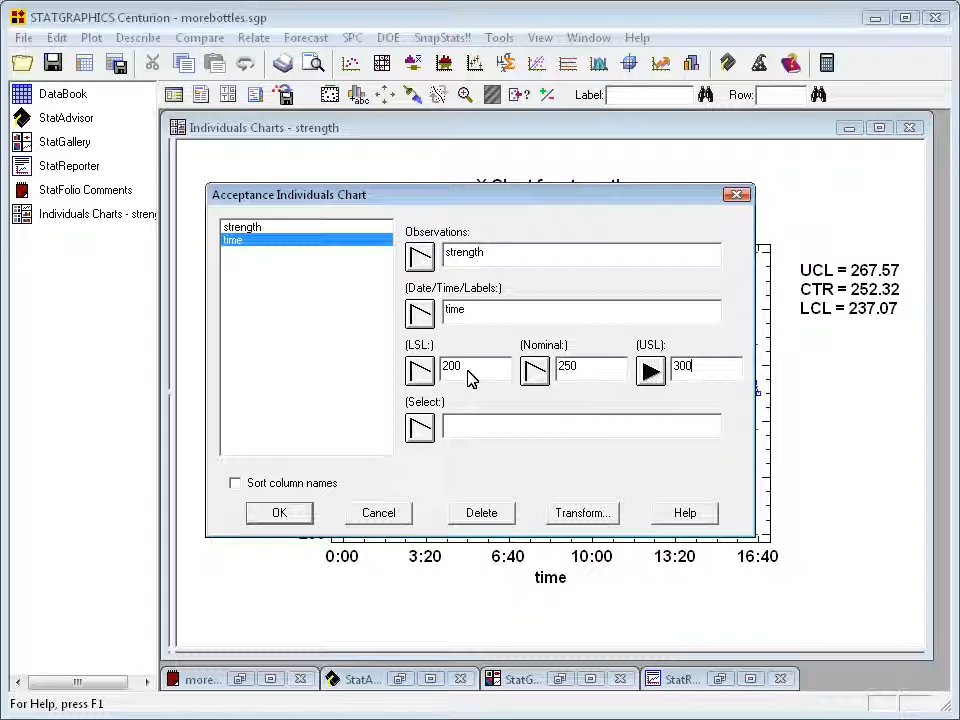 STATGRAPHICS Centurion - morebottles.sgp
File Edit Plot Describe Compare Relate Forecast SPC DOE SnapStats!! Tools View Window Help
Label: Row:
DataBook
StatAdvisor
StatGallery
StatReporter
StatFolio Comments
Individuals Charts - stren
Individuals Charts - strength
Acceptance Individuals Chart
strength
time
Observations:
strength
(Date/Time/Labels:)
time
(LSL:) (Nominal:) (USL):
200 250 300
(Select:)
Sort column names
OK Cancel Delete Transform... Help
UCL = 267.57
CTR = 252.32
LCL = 237.07
0:00 3:20 6:40 10:00 13:20 16:40
time
more... StatA... StatG... StatR...
For Help, press F1